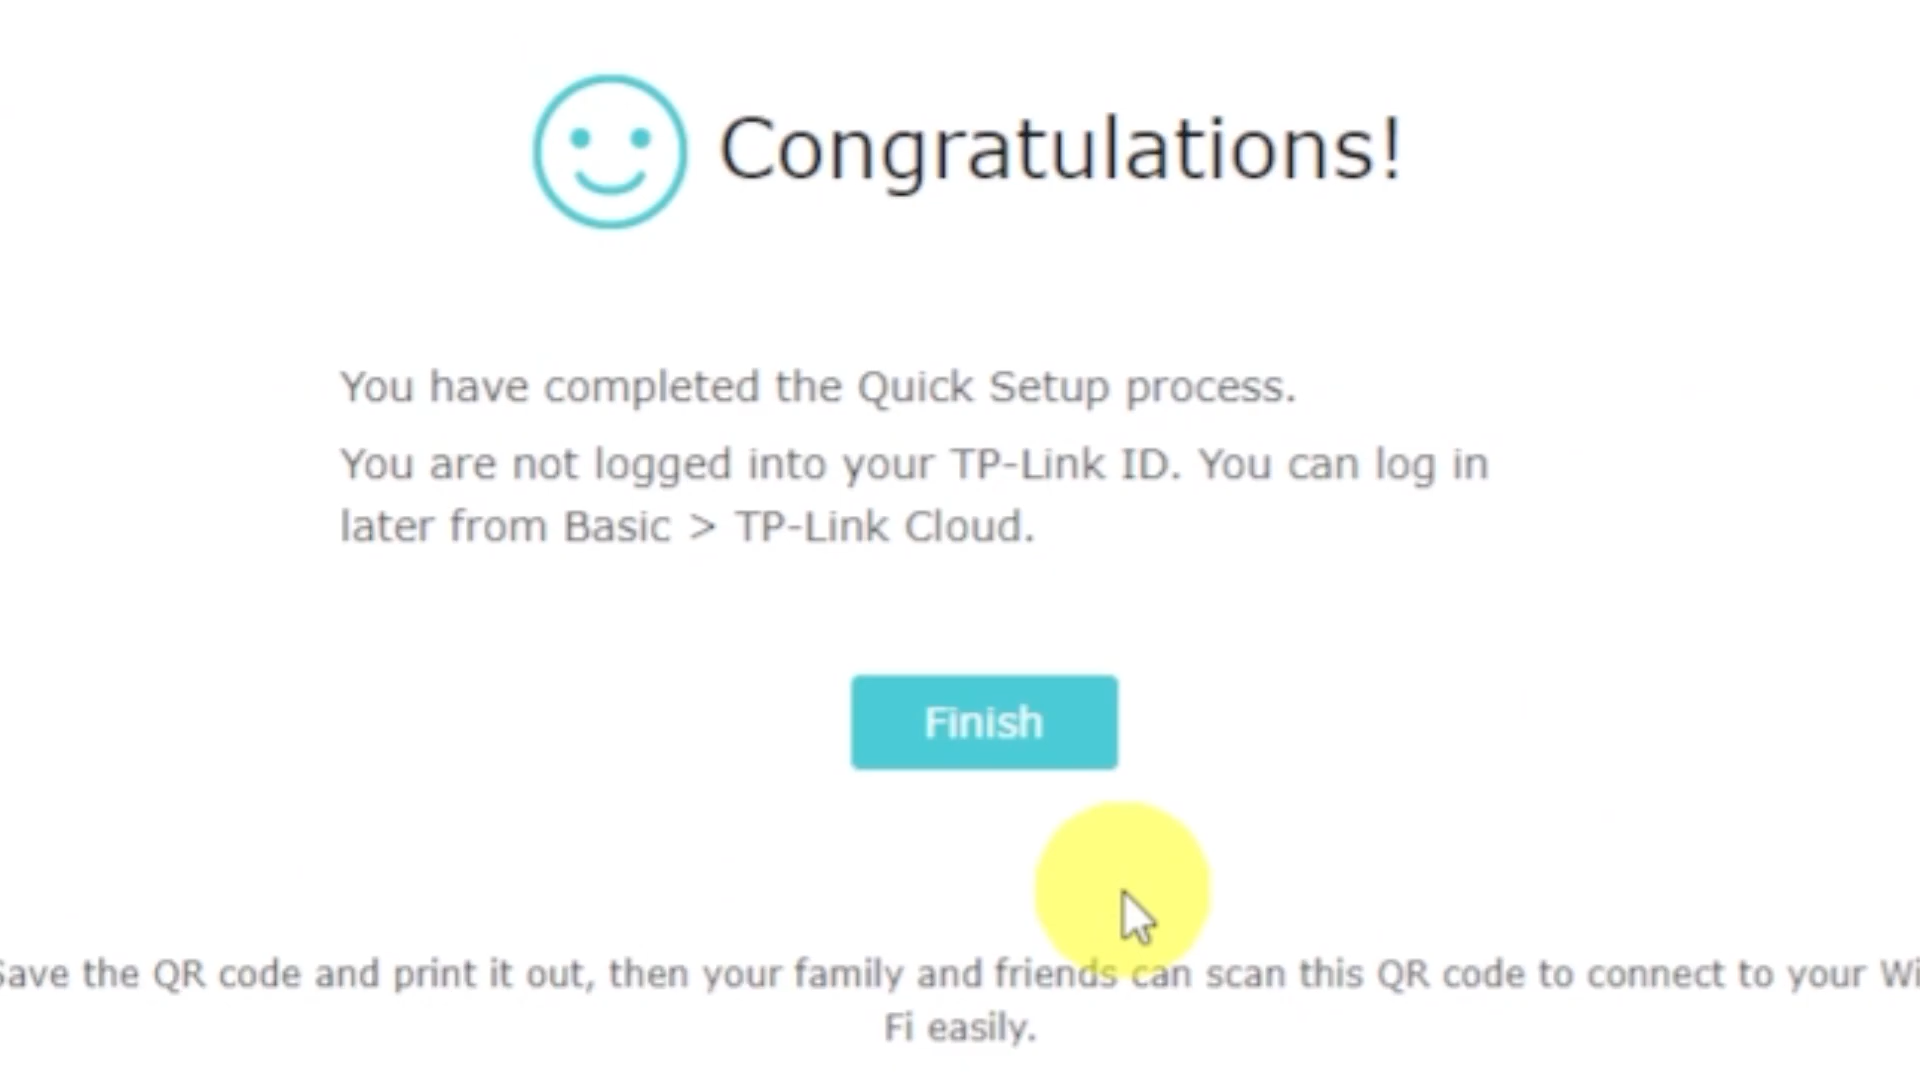 Congratulations!
You have completed the Quick Setup process.
You are not logged into your TP-Link ID. You can log in
later from Basic > TP-Link Cloud.
Finish
Save the QR code and print it out, then your family and friends can scan this QR code to connect to your Wi
Fi easily.